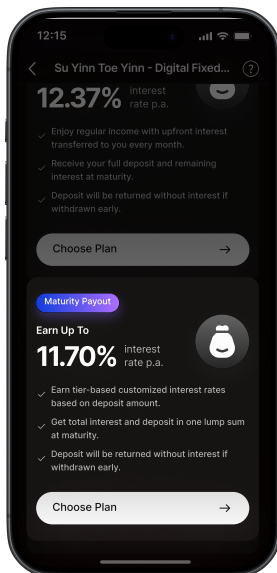 12:15
Su Yinn Toe Yinn - Digital Fixed...
?
12.37% interest
rate p.a.
Enjoy regular income with upfront interest
transferred to you every month.
Receive your full deposit and remaining
interest at maturity.
Deposit will be returned without interest if
withdrawn early.
Choose Plan
Maturity Payout
Earn Up To
11.70% interest
rate p.a.
Earn tier-based customized interest rates
based on deposit amount.
Get total interest and deposit in one lump sum
at maturity.
Deposit will be returned without interest if
withdrawn early.
Choose Plan